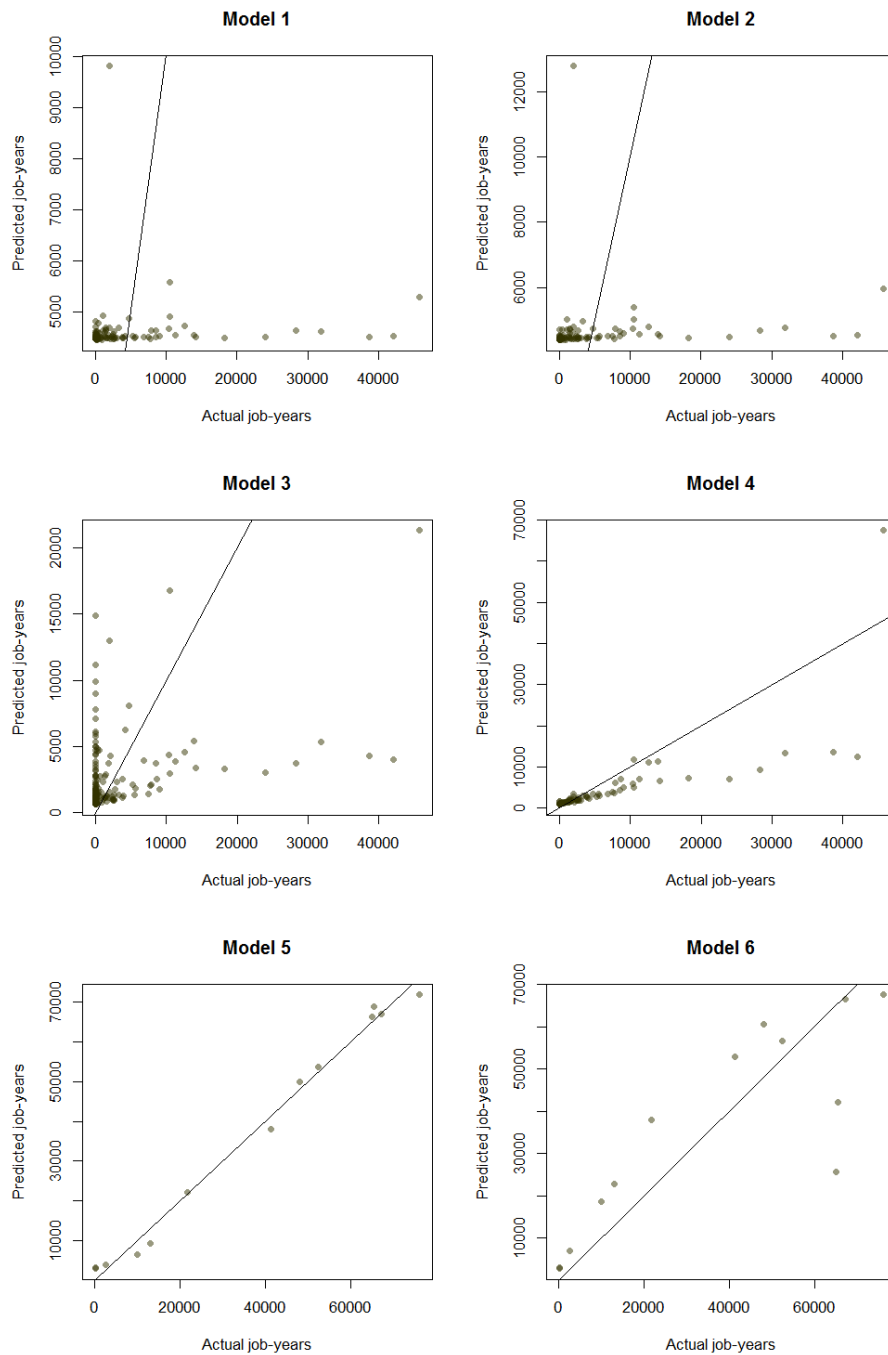 Model 1
Predicted job-years
10000
9000
8000
7000
6000
5000
0 10000 20000 30000 40000
Actual job-years
Model 2
Predicted job-years
12000
10000
8000
6000
0 10000 20000 30000 40000
Actual job-years
Model 3
Predicted job-years
20000
15000
10000
5000
0
0 10000 20000 30000 40000
Actual job-years
Model 4
Predicted job-years
70000
50000
30000
10000
0
0 10000 20000 30000 40000
Actual job-years
Model 5
Predicted job-years
70000
50000
30000
10000
0 20000 40000 60000
Actual job-years
Model 6
Predicted job-years
70000
50000
30000
10000
0 20000 40000 60000
Actual job-years